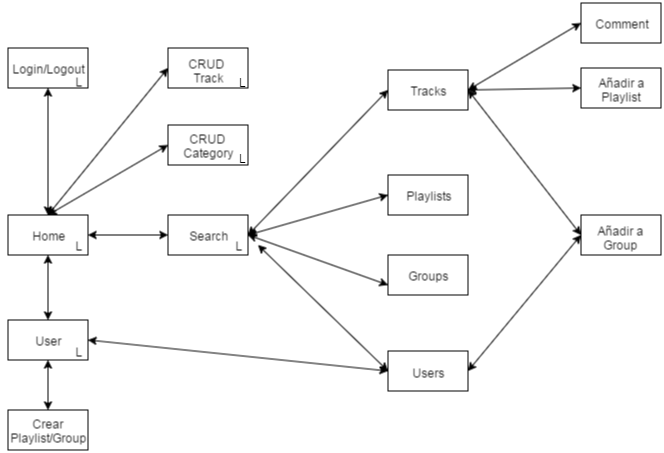 Comment
Login/Logout
L
CRUD
Track
L
Tracks
Añadir a
Playlist
CRUD
Category
L
Playlists
Home
L
Search
L
Añadir a
Group
Groups
User
L
Users
Crear
Playlist/Group